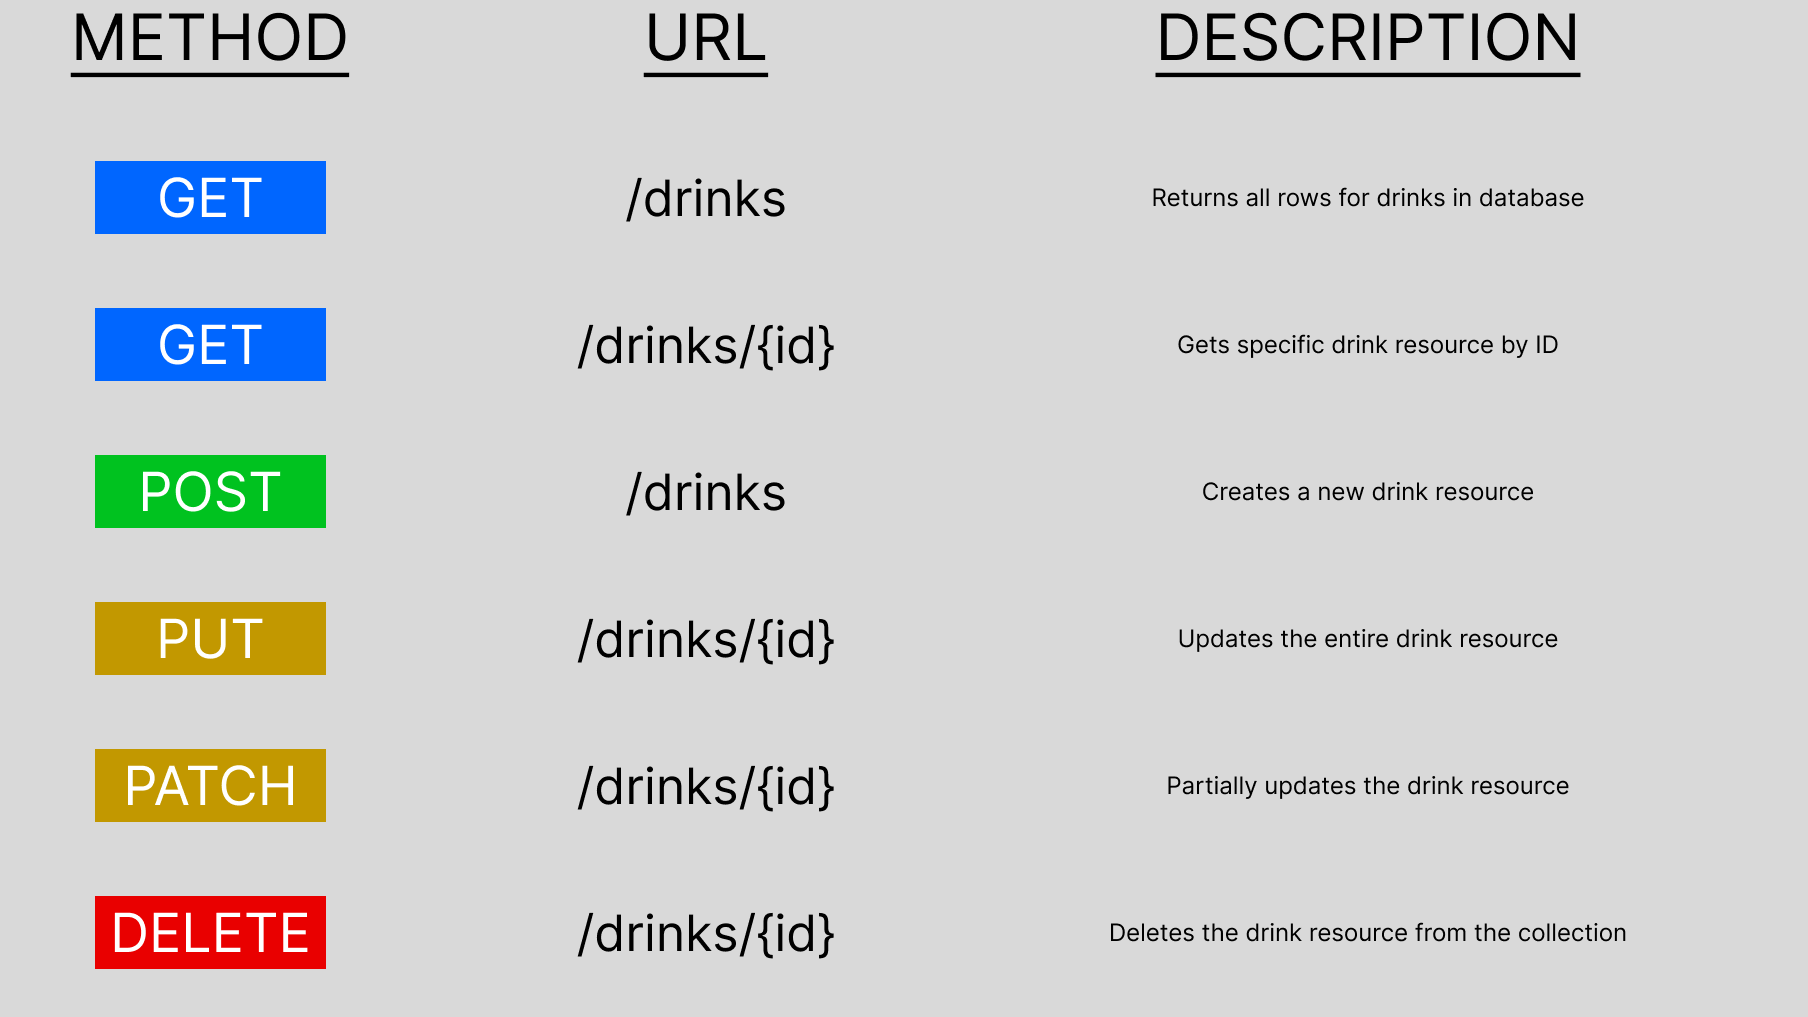 METHOD URL DESCRIPTION
GET /drinks Returns all rows for drinks in database
GET /drinks/{id} Gets specific drink resource by ID
POST /drinks Creates a new drink resource
PUT /drinks/{id} Updates the entire drink resource
PATCH /drinks/{id} Partially updates the drink resource
DELETE /drinks/{id} Deletes the drink resource from the collection